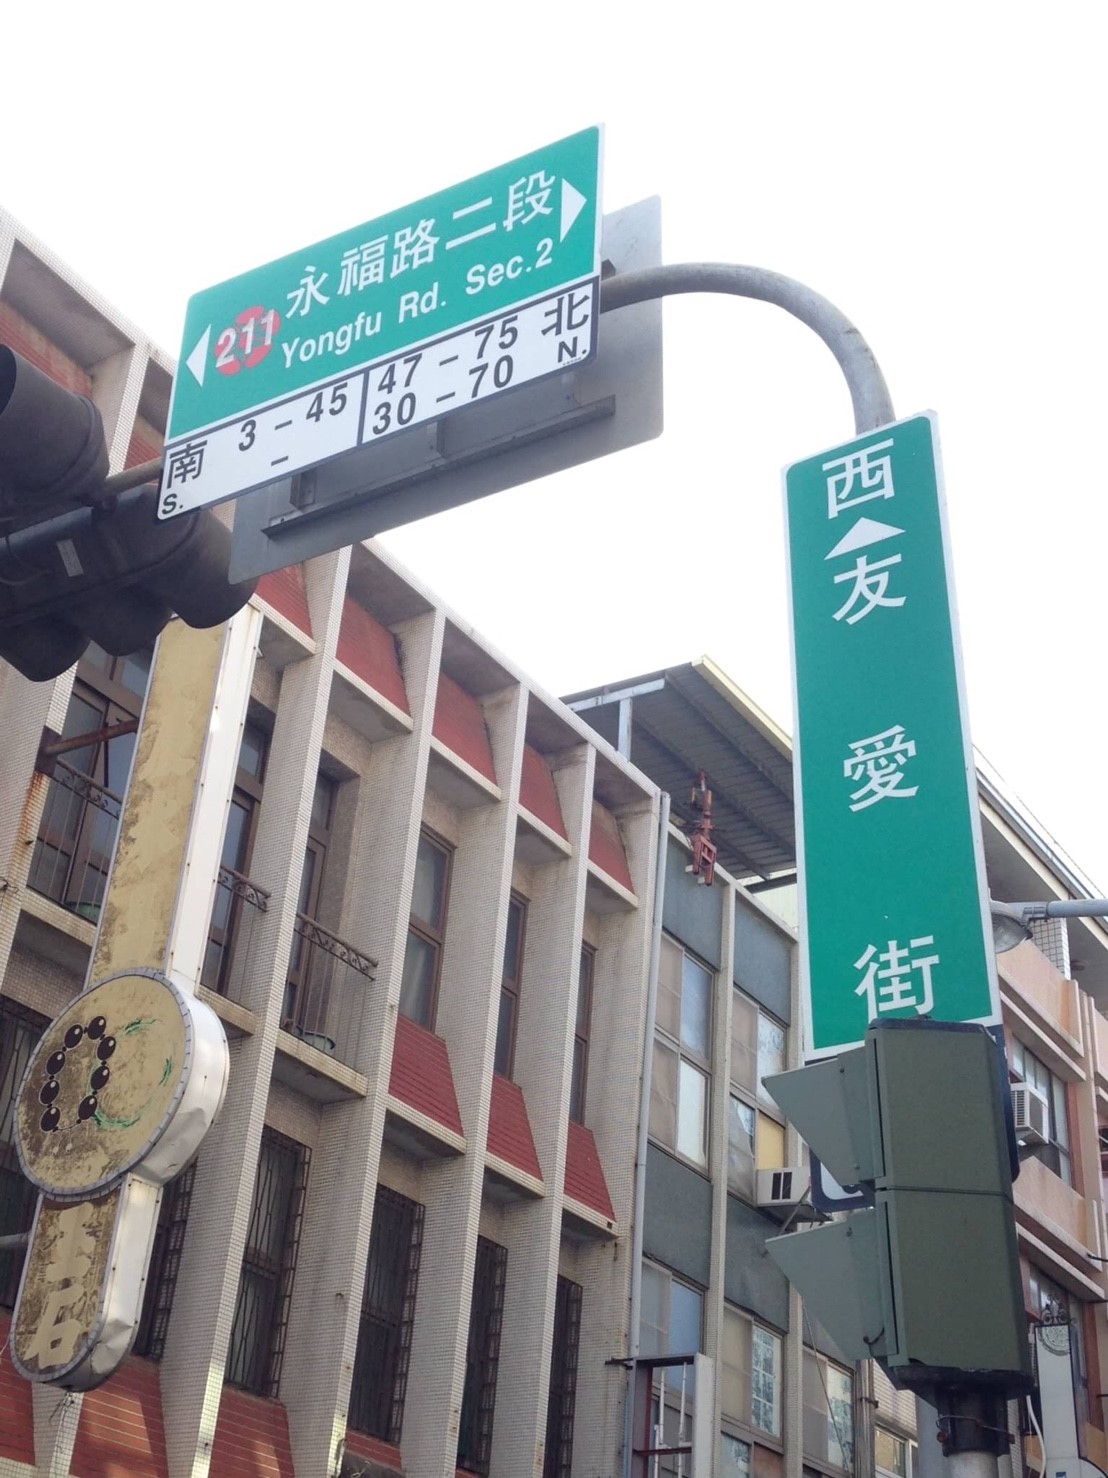 永福路二段
211 Yongfu Rd. Sec.2
南 3-45 47-75 北
S. - 30-70 N.
西
友愛街
石